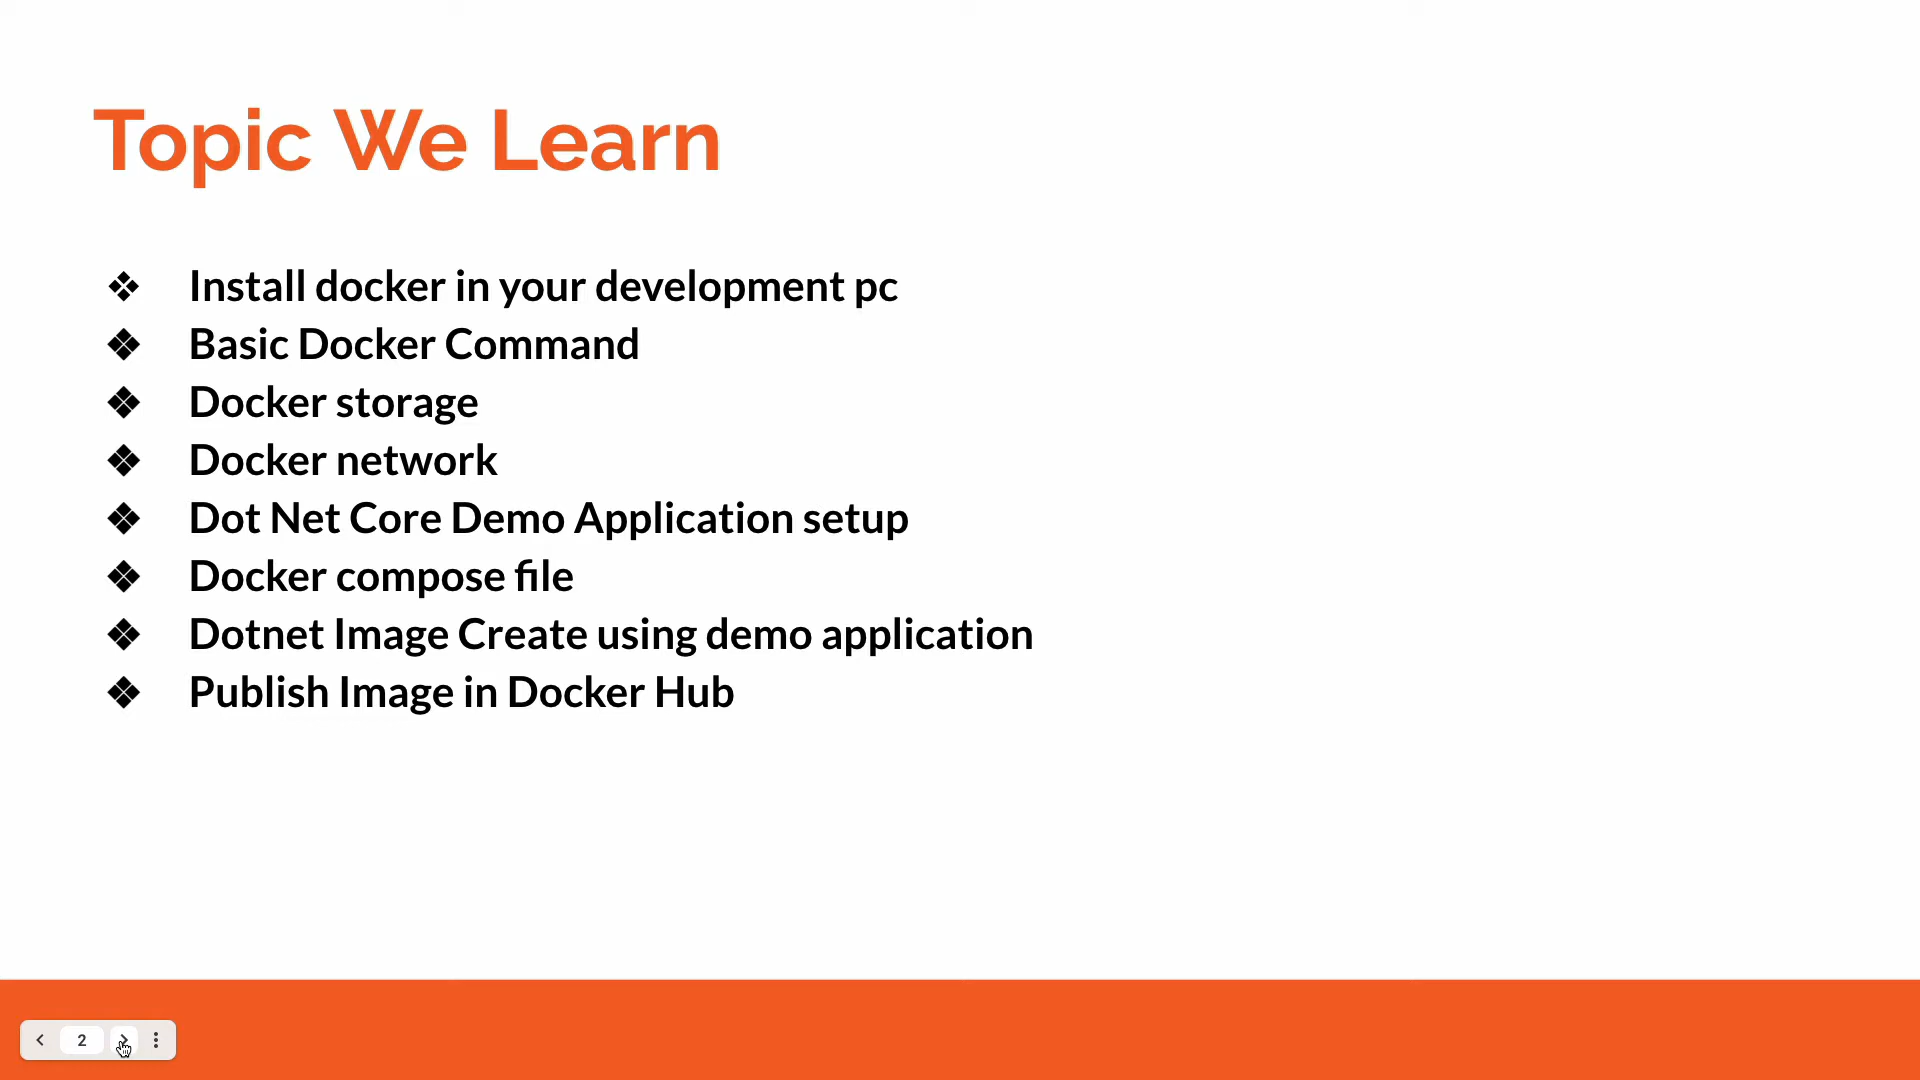 Topic We Learn
❖ Install docker in your development pc
❖ Basic Docker Command
❖ Docker storage
❖ Docker network
❖ Dot Net Core Demo Application setup
❖ Docker compose file
❖ Dotnet Image Create using demo application
❖ Publish Image in Docker Hub
2